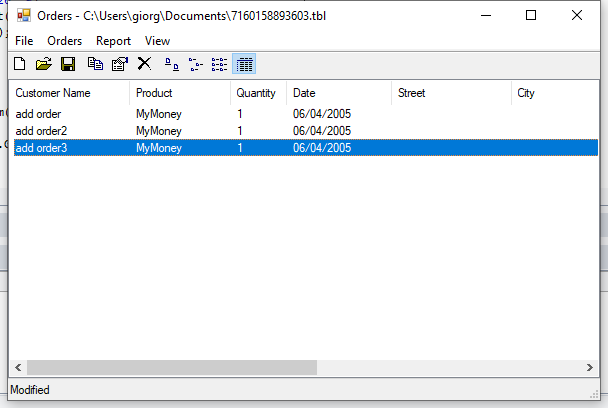 Orders - C:\Users\giorg\Documents\7160158893603.tbl
File Orders Report View
Customer Name Product Quantity Date Street City
add order MyMoney 1 06/04/2005
add order2 MyMoney 1 06/04/2005
add order3 MyMoney 1 06/04/2005
Modified